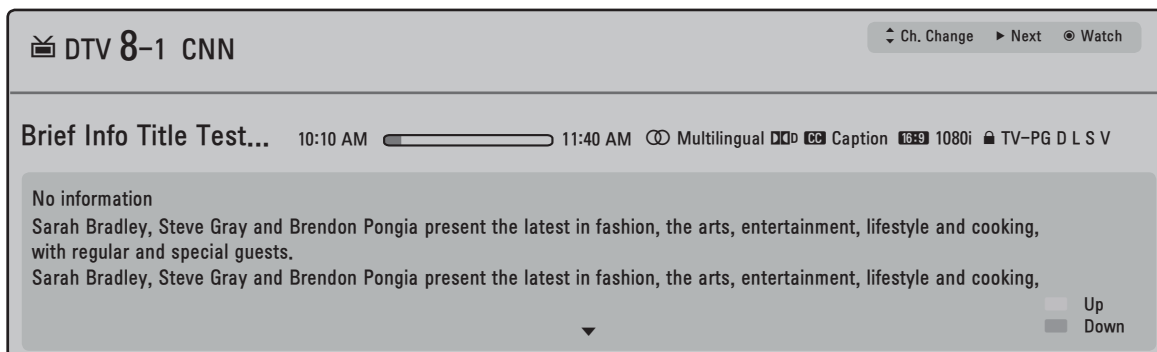 DTV 8-1 CNN
Ch. Change Next Watch
Brief Info Title Test... 10:10 AM 11:40 AM Multilingual DD D CC Caption 16:9 1080i TV-PG D L S V
No information
Sarah Bradley, Steve Gray and Brendon Pongia present the latest in fashion, the arts, entertainment, lifestyle and cooking,
with regular and special guests.
Sarah Bradley, Steve Gray and Brendon Pongia present the latest in fashion, the arts, entertainment, lifestyle and cooking,
Up
Down